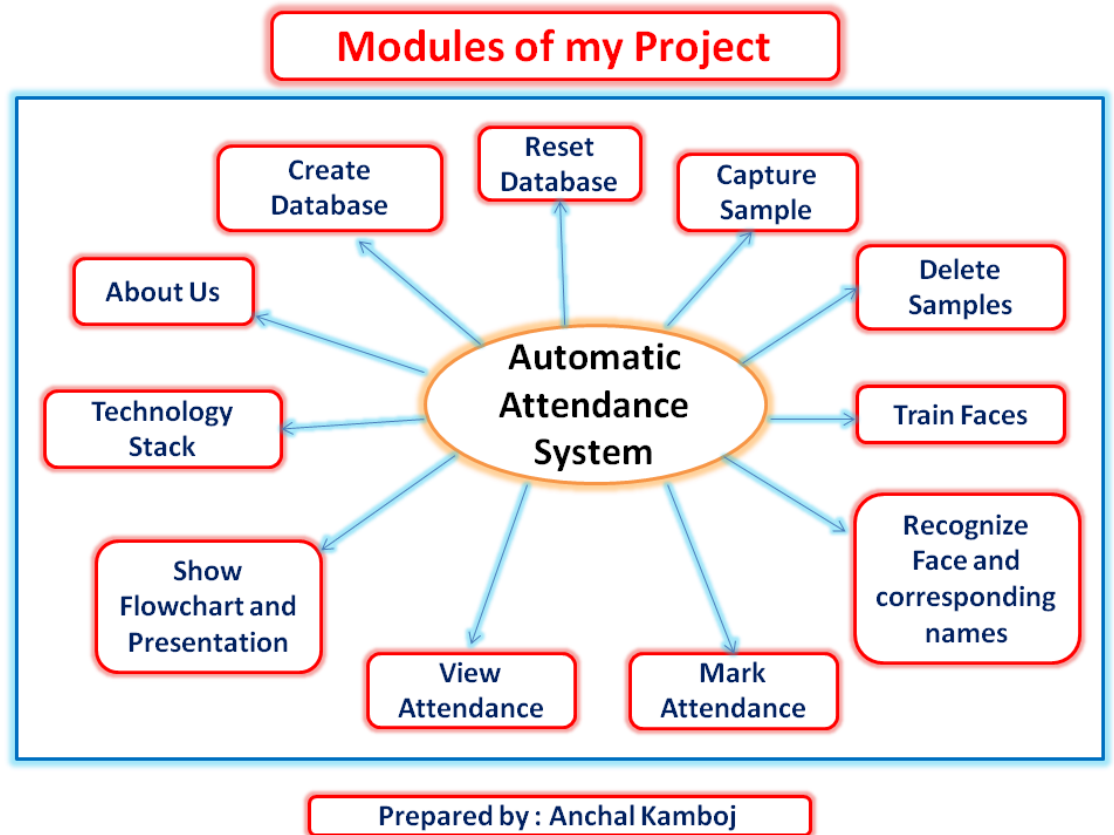 Modules of my Project
Create
Database
Reset
Database
Capture
Sample
Delete
Samples
About Us
Automatic
Attendance
System
Technology
Stack
Train Faces
Recognize
Face and
corresponding
names
Show
Flowchart and
Presentation
View
Attendance
Mark
Attendance
Prepared by : Anchal Kamboj